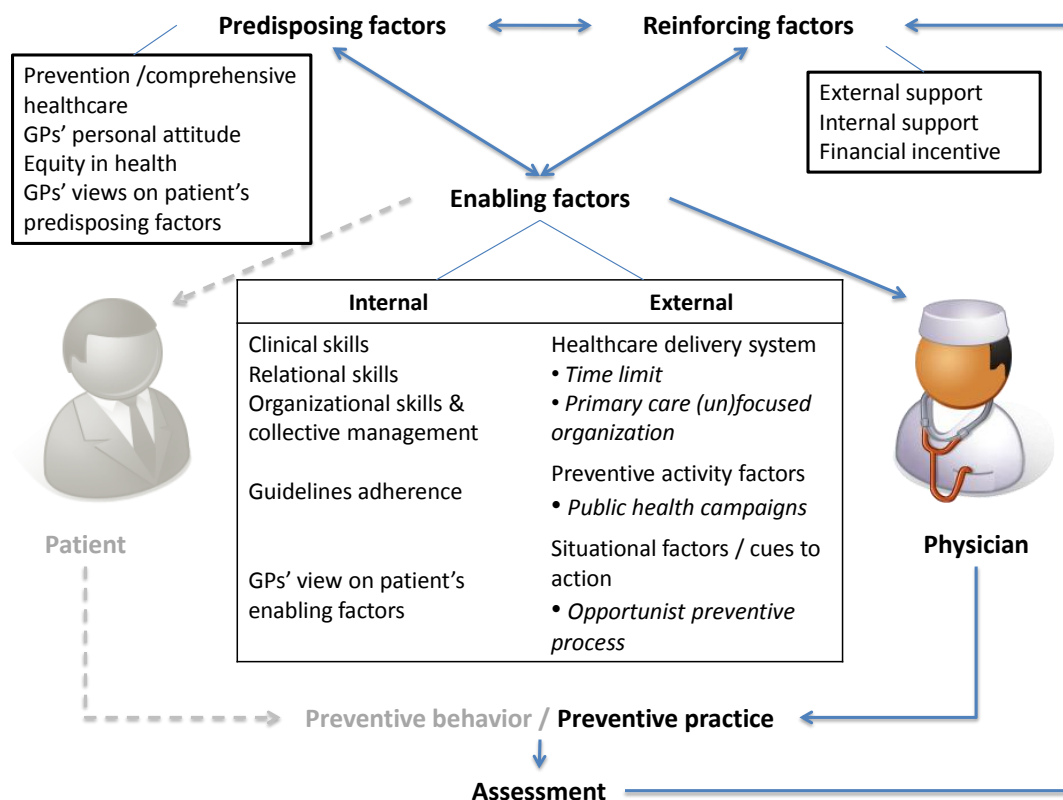 Predisposing factors
Reinforcing factors
Prevention /comprehensive
healthcare
GPs' personal attitude
Equity in health
GPs' views on patient's
predisposing factors
External support
Internal support
Financial incentive
Enabling factors
Internal
Clinical skills
Relational skills
Organizational skills &
collective management
Guidelines adherence
GPs' view on patient's
enabling factors
External
Healthcare delivery system
• Time limit
• Primary care (un)focused
organization
Preventive activity factors
• Public health campaigns
Situational factors / cues to
action
• Opportunist preventive
process
Patient
Physician
Preventive behavior / Preventive practice
Assessment